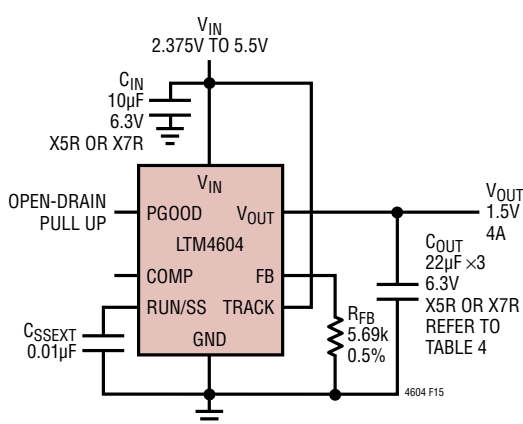 VIN
2.375V TO 5.5V
CIN
10µF
6.3V
X5R OR X7R
VIN
OPEN-DRAIN
PULL UP
PGOOD
VOUT
LTM4604
COMP
FB
RUN/SS
TRACK
GND
CSSEXT
0.01µF
RFB
5.69k
0.5%
VOUT
1.5V
4A
COUT
22µF ×3
6.3V
X5R OR X7R
REFER TO
TABLE 4
4604 F15